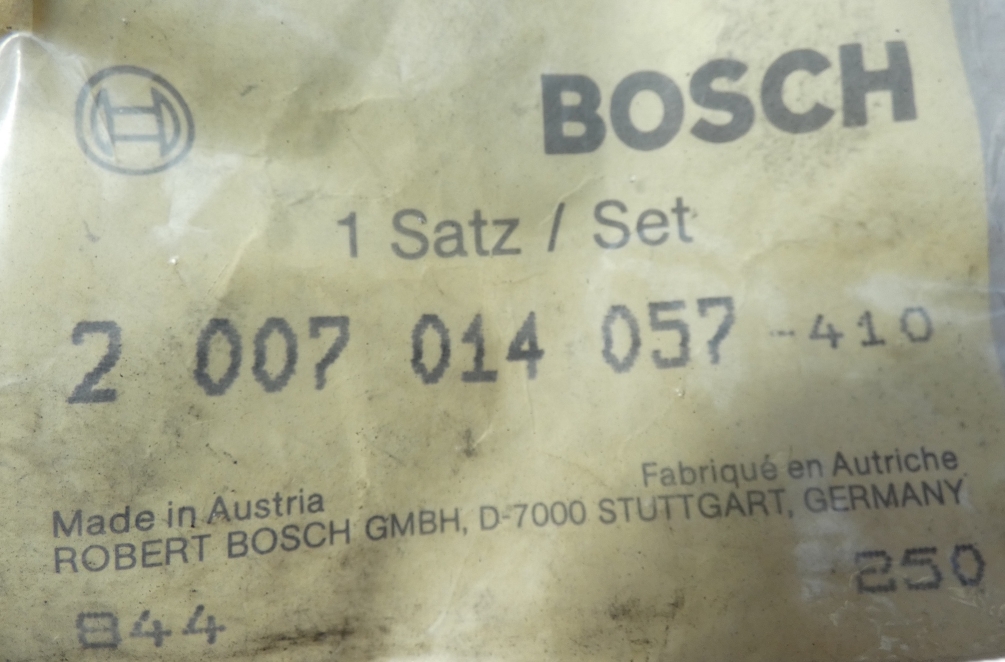 BOSCH
1 Satz / Set
2 007 014 057 -410
Fabriqué en Autriche
Made in Austria
ROBERT BOSCH GMBH, D-7000 STUTTGART, GERMANY
250
844